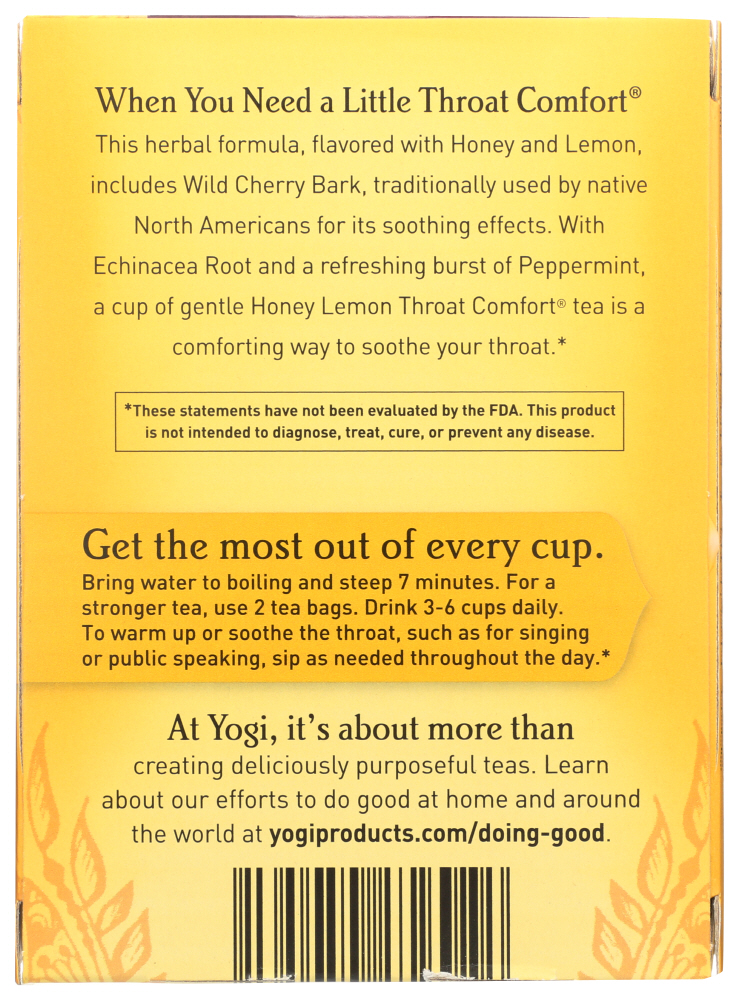 When You Need a Little Throat Comfort®
This herbal formula, flavored with Honey and Lemon,
includes Wild Cherry Bark, traditionally used by native
North Americans for its soothing effects. With
Echinacea Root and a refreshing burst of Peppermint,
a cup of gentle Honey Lemon Throat Comfort® tea is a
comforting way to soothe your throat.*
*These statements have not been evaluated by the FDA. This product
is not intended to diagnose, treat, cure, or prevent any disease.
Get the most out of every cup.
Bring water to boiling and steep 7 minutes. For a
stronger tea, use 2 tea bags. Drink 3-6 cups daily.
To warm up or soothe the throat, such as for singing
or public speaking, sip as needed throughout the day.*
At Yogi, it's about more than
creating deliciously purposeful teas. Learn
about our efforts to do good at home and around
the world at yogiproducts.com/doing-good.